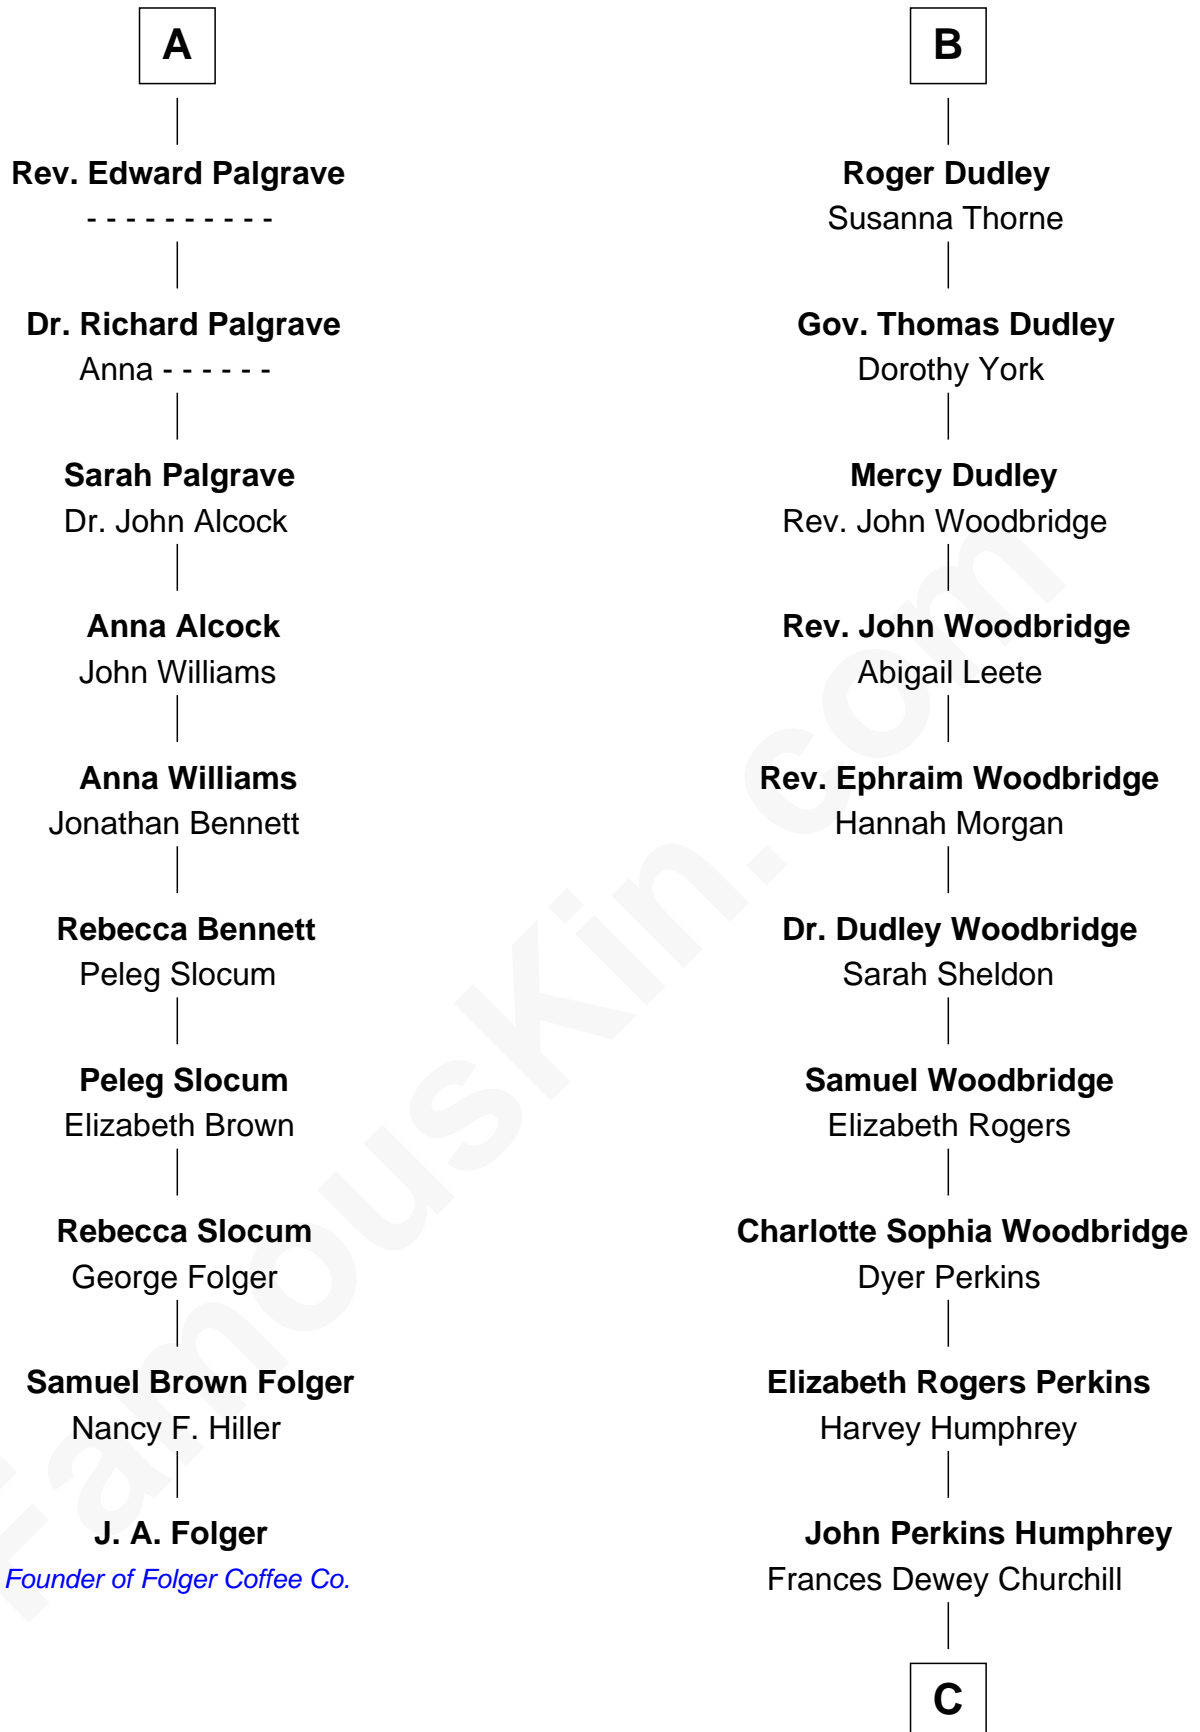 A
Rev. Edward Palgrave
- - - - - - - - - -
Dr. Richard Palgrave
Anna - - - - - -
Sarah Palgrave
Dr. John Alcock
Anna Alcock
John Williams
Anna Williams
Jonathan Bennett
Rebecca Bennett
Peleg Slocum
Peleg Slocum
Elizabeth Brown
Rebecca Slocum
George Folger
Samuel Brown Folger
Nancy F. Hiller
J. A. Folger
Founder of Folger Coffee Co.
B
Roger Dudley
Susanna Thorne
Gov. Thomas Dudley
Dorothy York
Mercy Dudley
Rev. John Woodbridge
Rev. John Woodbridge
Abigail Leete
Rev. Ephraim Woodbridge
Hannah Morgan
Dr. Dudley Woodbridge
Sarah Sheldon
Samuel Woodbridge
Elizabeth Rogers
Charlotte Sophia Woodbridge
Dyer Perkins
Elizabeth Rogers Perkins
Harvey Humphrey
John Perkins Humphrey
Frances Dewey Churchill
C
FamousKin.com